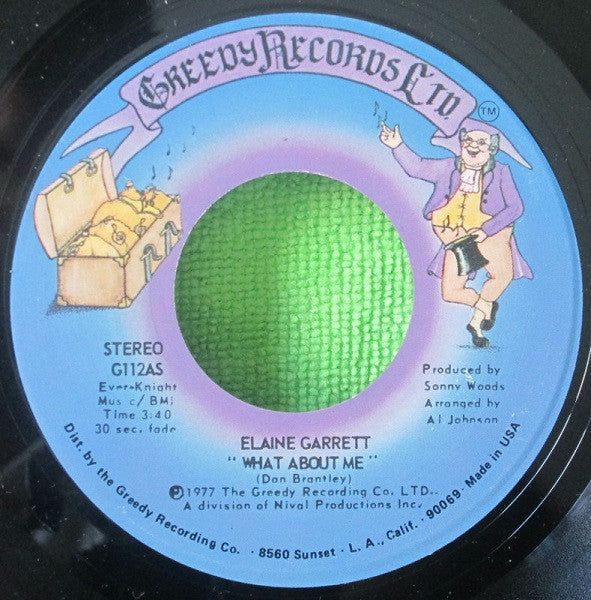 GREEDY RECORDS LTD.
TM
STEREO
G112AS
Ever-Knight
Music/BMI
Time 3:40
30 sec. fade
Produced by
Sonny Woods
Arranged by
Al Johnson
ELAINE GARRETT
"WHAT ABOUT ME"
(Dan Brantley)
Ⓟ1977 The Greedy Recording Co. LTD..
A division of Nival Productions Inc.
Dist. by the Greedy Recording Co. · 8560 Sunset · L. A., Calif. · 90069 · Made in USA